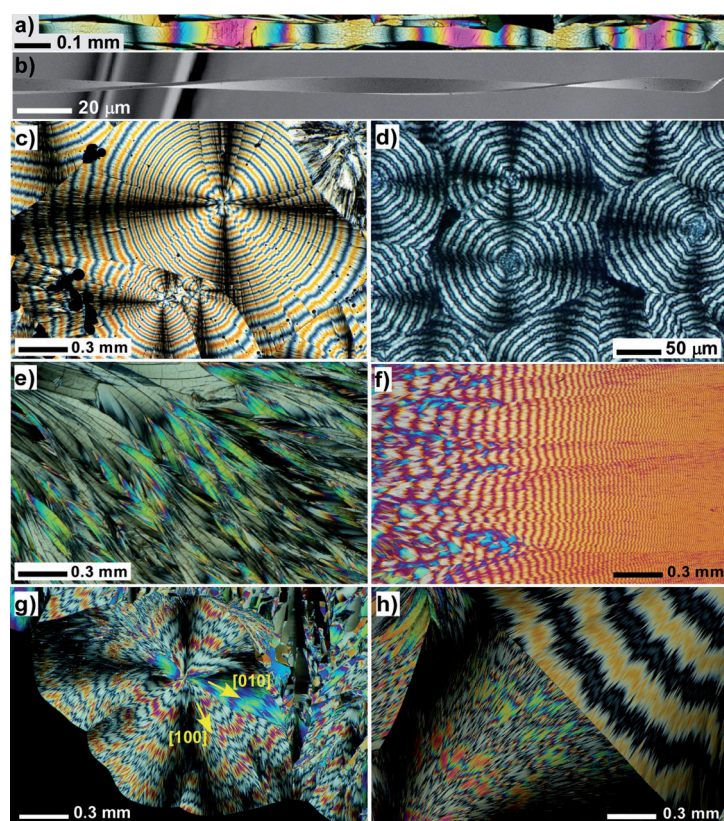 a)
0.1 mm
b)
20 μm
c)
0.3 mm
d)
50 μm
e)
0.3 mm
f)
0.3 mm
g)
[010]
[100]
0.3 mm
h)
0.3 mm